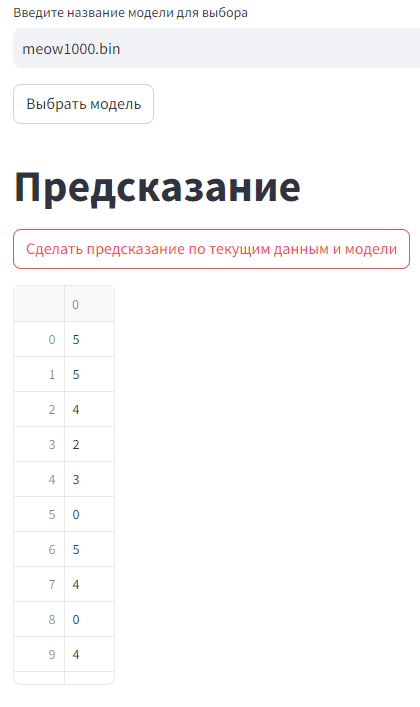 Введите название модели для выбора
meow1000.bin
Выбрать модель
Предсказание
Сделать предсказание по текущим данным и модели
0
0 5
1 5
2 4
3 2
4 3
5 0
6 5
7 4
8 0
9 4